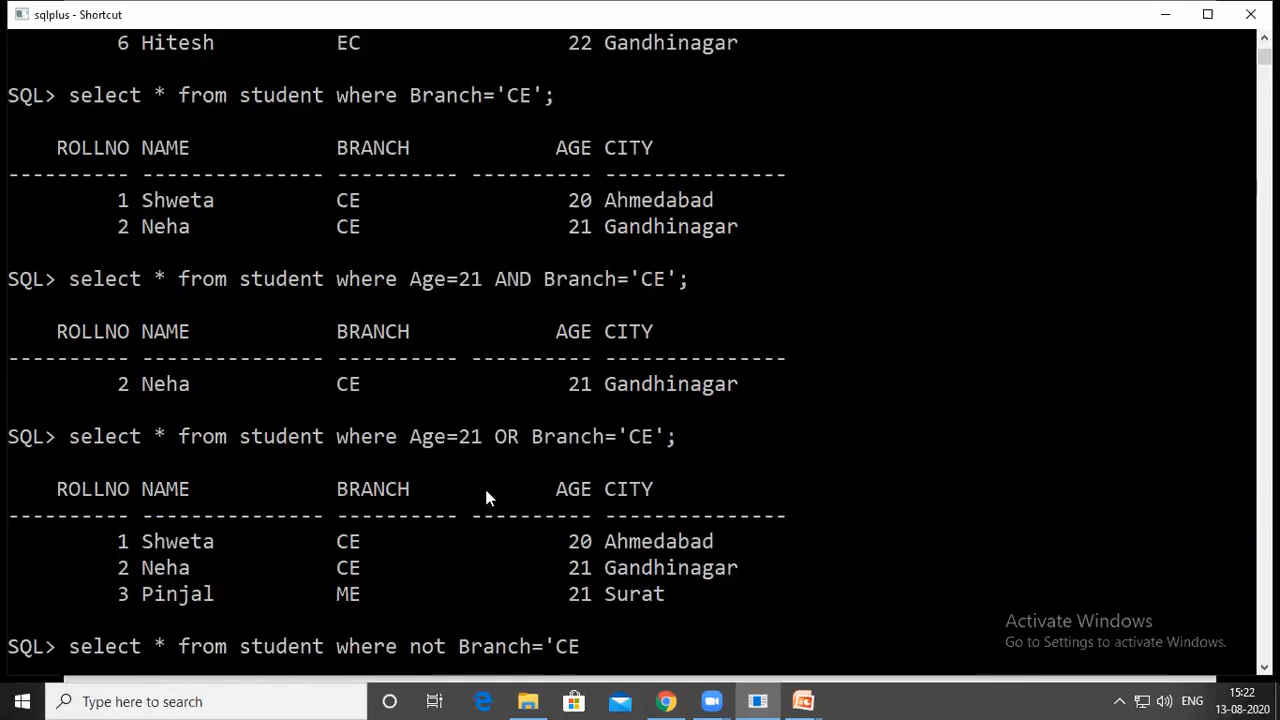 sqlplus - Shortcut
6 Hitesh EC 22 Gandhinagar
SQL> select * from student where Branch='CE';
ROLLNO NAME BRANCH AGE CITY
---------- --------------- ---------- ---------- ---------------
1 Shweta CE 20 Ahmedabad
2 Neha CE 21 Gandhinagar
SQL> select * from student where Age=21 AND Branch='CE';
ROLLNO NAME BRANCH AGE CITY
---------- --------------- ---------- ---------- ---------------
2 Neha CE 21 Gandhinagar
SQL> select * from student where Age=21 OR Branch='CE';
ROLLNO NAME BRANCH AGE CITY
---------- --------------- ---------- ---------- ---------------
1 Shweta CE 20 Ahmedabad
2 Neha CE 21 Gandhinagar
3 Pinjal ME 21 Surat
SQL> select * from student where not Branch='CE
Activate Windows
Go to Settings to activate Windows.
Type here to search
ENG
15:22
13-08-2020